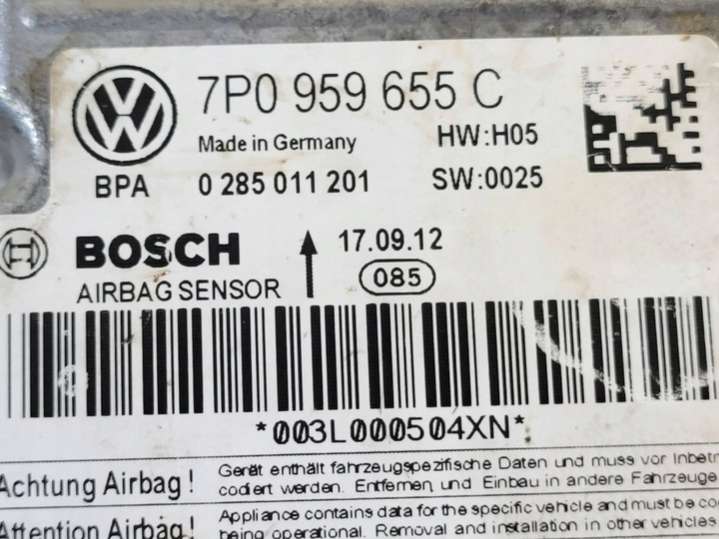 7P0 959 655 C
Made in Germany HW:H05
BPA 0 285 011 201 SW:0025
BOSCH 17.09.12
AIRBAG SENSOR 085
*003L000504XN*
Achtung Airbag! Gerät enthält fahrzeugspezifische Daten und muss vor Inbetr
codiert werden. Entfernen und Einbau in andere Fahrzeuge
Attention Airbag! Appliance contains data for the specific vehicle and must be co
being operational. Removal and installation in other vehicles